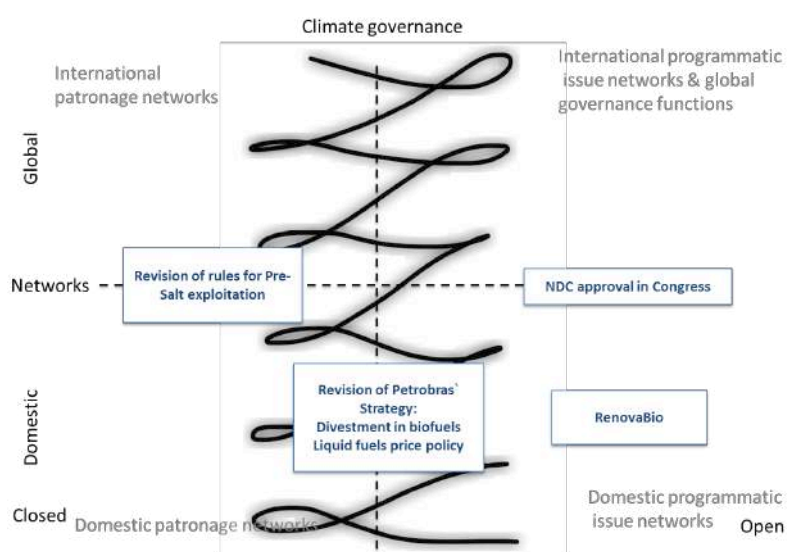 Climate governance
International
patronage networks
International programmatic
issue networks & global
governance functions
Global
Networks
Revision of rules for Pre-
Salt exploitation
NDC approval in Congress
Domestic
Revision of Petrobras`
Strategy:
Divestment in biofuels
Liquid fuels price policy
RenovaBio
Closed
Domestic patronage networks
Domestic programmatic
issue networks
Open